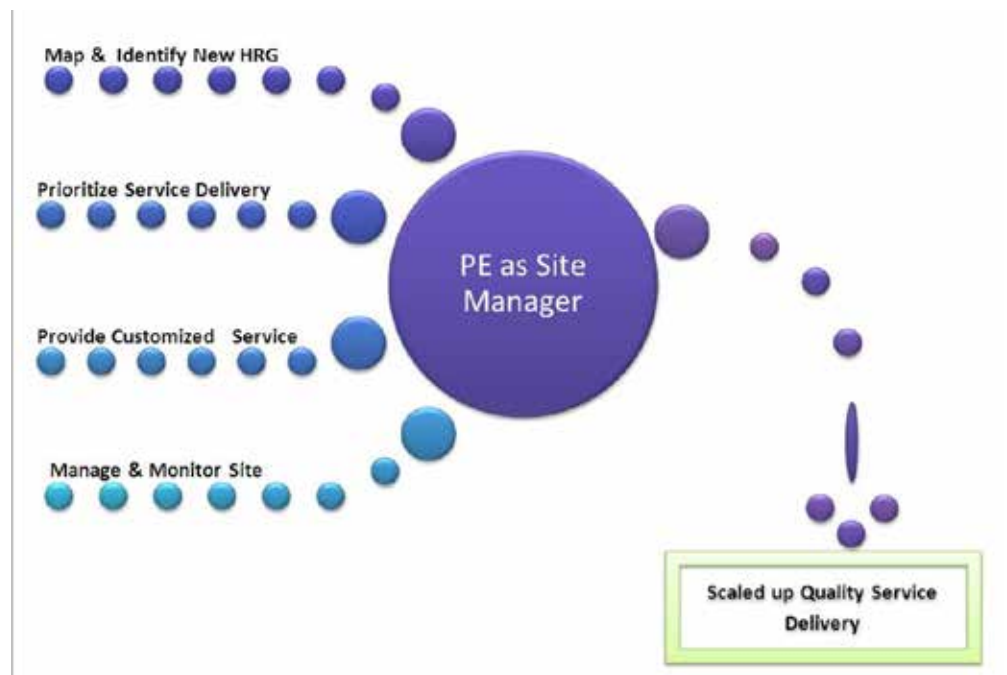 Map & Identify New HRG
Prioritize Service Delivery
Provide Customized Service
Manage & Monitor Site
PE as Site
Manager
Scaled up Quality Service
Delivery